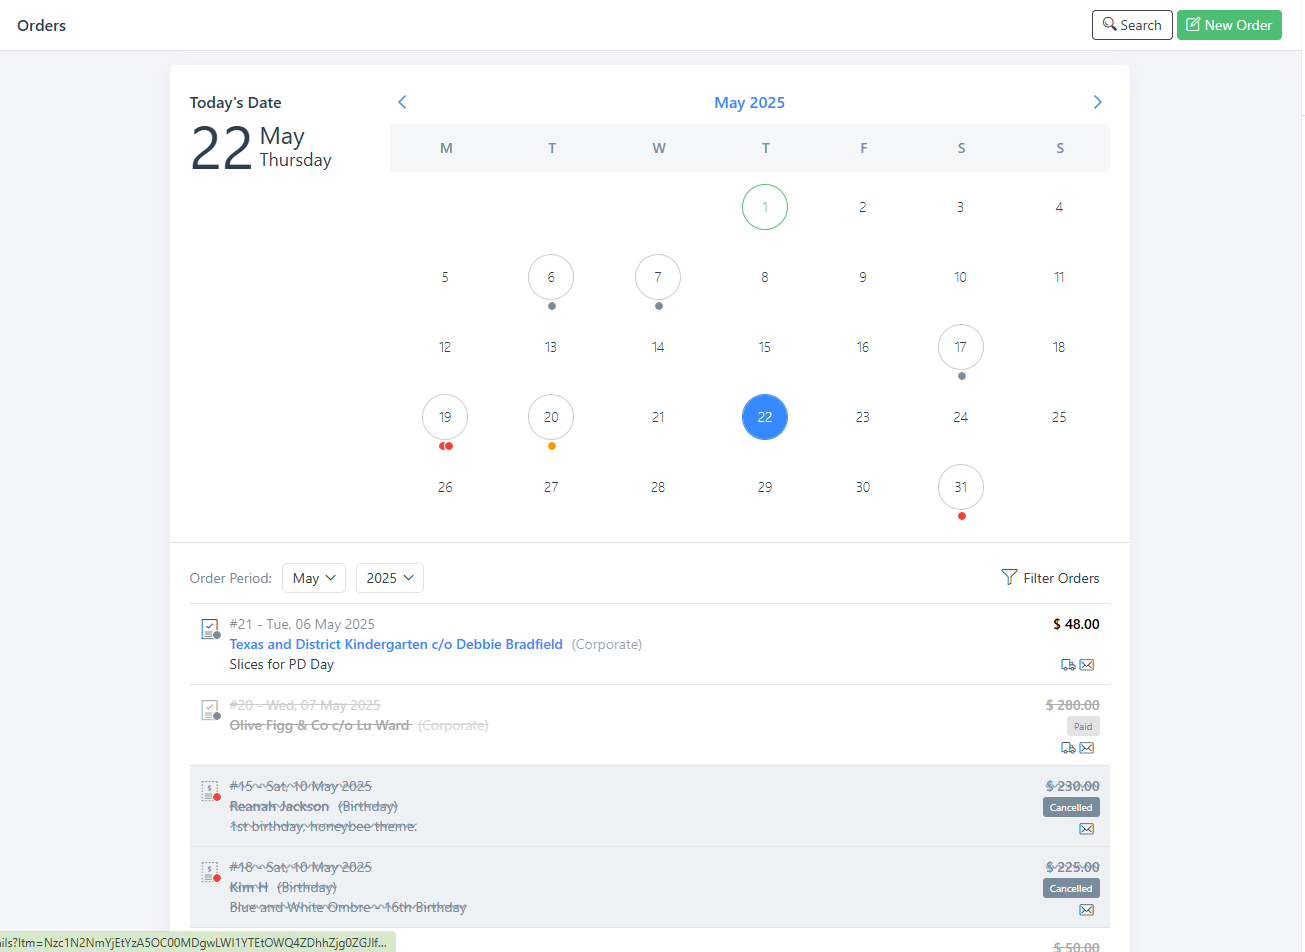 Orders
Search
New Order
Today's Date
22
May
Thursday
May 2025
M T W T F S S
1 2 3 4
5 6 7 8 9 10 11
12 13 14 15 16 17 18
19 20 21 22 23 24 25
26 27 28 29 30 31
Order Period: May 2025 Filter Orders
#21 - Tue, 06 May 2025 $ 48.00
Texas and District Kindergarten c/o Debbie Bradfield (Corporate)
Slices for PD Day
#20 - Wed, 07 May 2025 $ 280.00
Olive Figg & Co c/o Lu Ward (Corporate)
Paid
#15 - Sat, 10 May 2025 $ 230.00
Reanah Jackson (Birthday) Cancelled
1st birthday, honeybee theme.
#18 - Sat, 10 May 2025 $ 225.00
Kim H (Birthday) Cancelled
Blue and White Ombre - 16th Birthday
$ 50.00